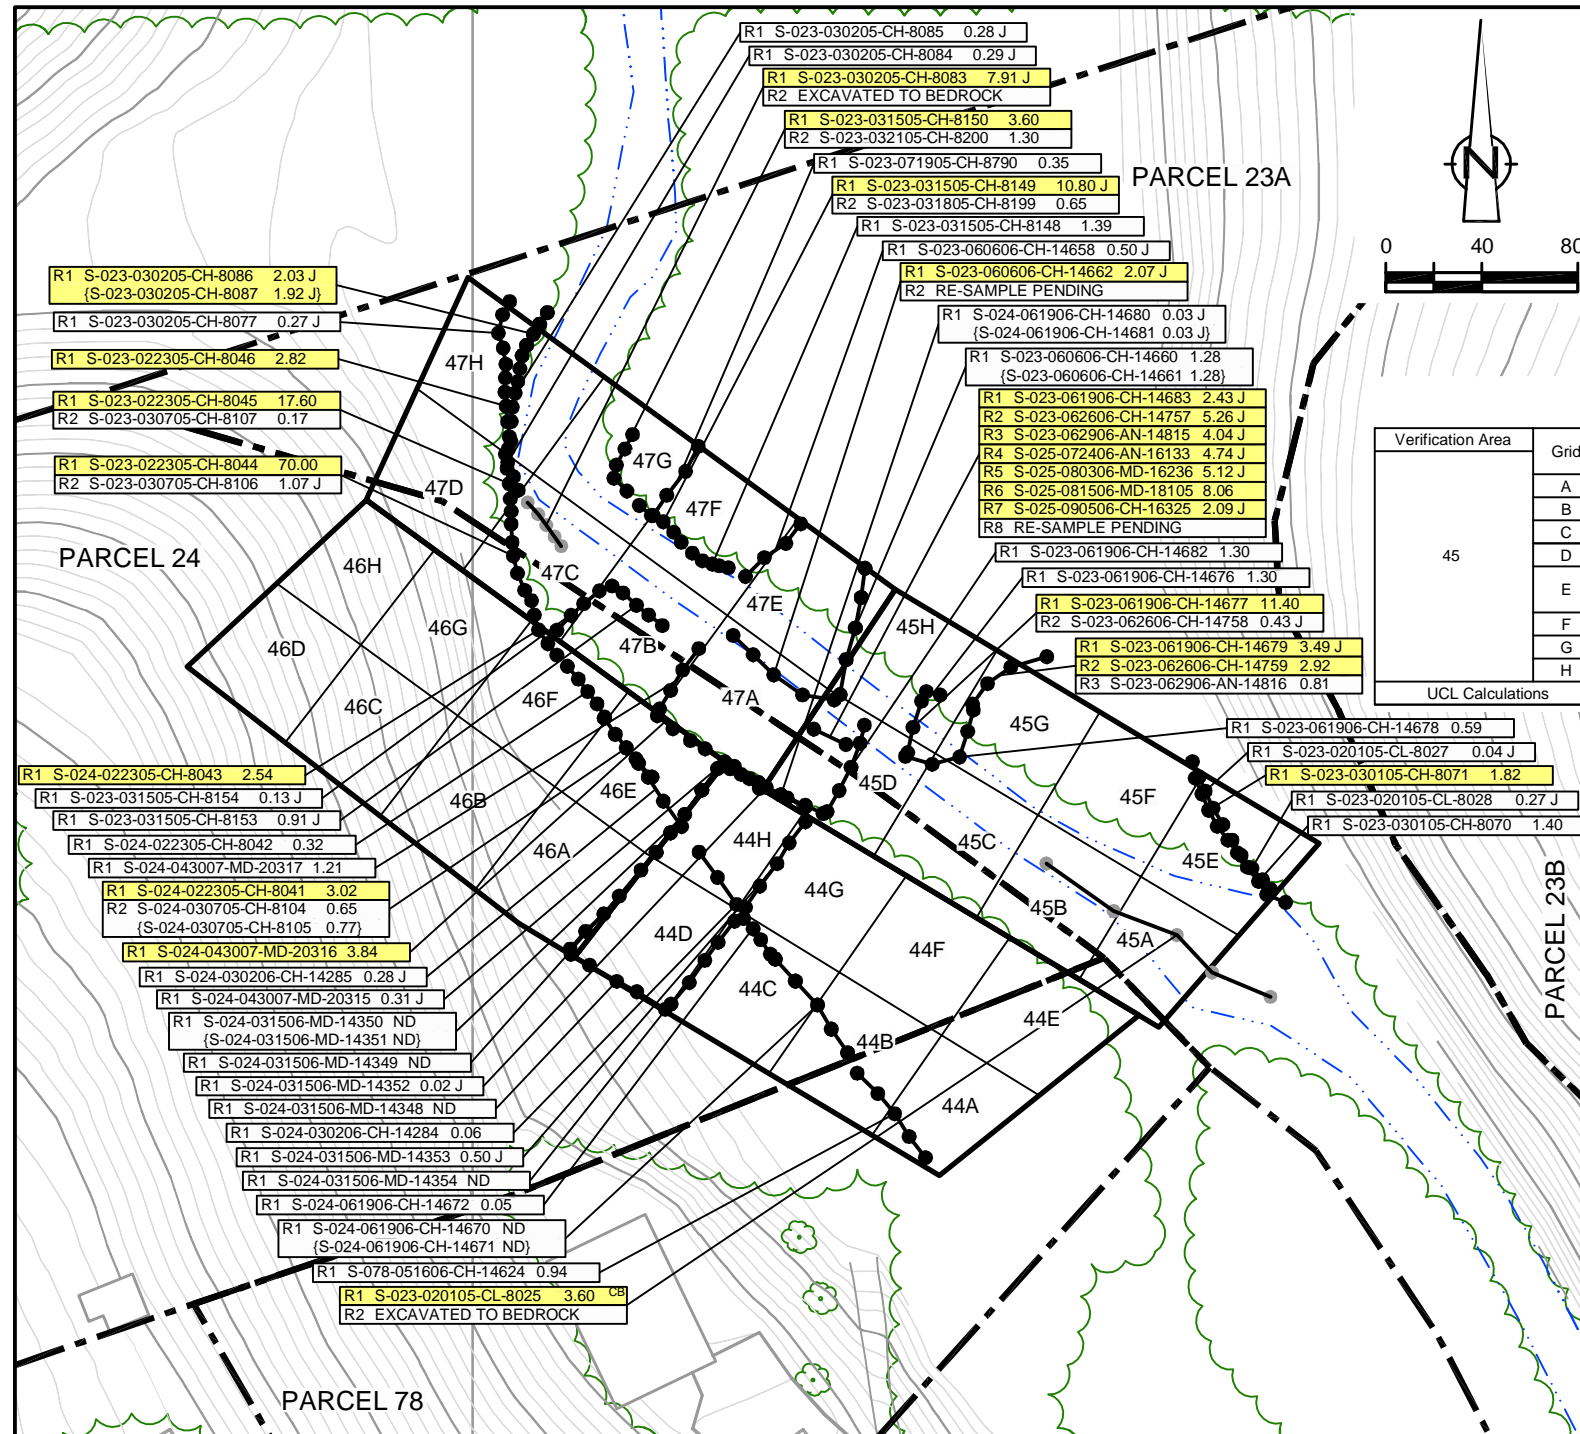 R1 S-023-030205-CH-8085 0.28 J
R1 S-023-030205-CH-8084 0.29 J
R1 S-023-030205-CH-8083 7.91 J
R2 EXCAVATED TO BEDROCK
R1 S-023-031505-CH-8150 3.60
R2 S-023-032105-CH-8200 1.30
R1 S-023-071905-CH-8790 0.35
R1 S-023-031505-CH-8149 10.80 J
R2 S-023-031805-CH-8199 0.65
R1 S-023-031505-CH-8148 1.39
R1 S-023-060606-CH-14658 0.50 J
R1 S-023-060606-CH-14662 2.07 J
R2 RE-SAMPLE PENDING
R1 S-024-061906-CH-14680 0.03 J
{S-024-061906-CH-14681 0.03 J}
R1 S-023-060606-CH-14660 1.28
{S-023-060606-CH-14661 1.28}
R1 S-023-061906-CH-14683 2.43 J
R2 S-023-062606-CH-14757 5.26 J
R3 S-023-062906-AN-14815 4.04 J
R4 S-025-072406-AN-16133 4.74 J
R5 S-025-080306-MD-16236 5.12 J
R6 S-025-081506-MD-18105 8.06
R7 S-025-090506-CH-16325 2.09 J
R8 RE-SAMPLE PENDING
R1 S-023-061906-CH-14682 1.30
R1 S-023-061906-CH-14676 1.30
R1 S-023-061906-CH-14677 11.40
R2 S-023-062606-CH-14758 0.43 J
R1 S-023-061906-CH-14679 3.49 J
R2 S-023-062606-CH-14759 2.92
R3 S-023-062906-AN-14816 0.81
R1 S-023-061906-CH-14678 0.59
R1 S-023-020105-CL-8027 0.04 J
R1 S-023-030105-CH-8071 1.82
R1 S-023-020105-CL-8028 0.27 J
R1 S-023-030105-CH-8070 1.40
PARCEL 23A
N
0 40 80
Verification Area Grid
45
A
B
C
D
E
F
G
H
UCL Calculations
R1 S-023-030205-CH-8086 2.03 J
{S-023-030205-CH-8087 1.92 J}
R1 S-023-030205-CH-8077 0.27 J
R1 S-023-022305-CH-8046 2.82
R1 S-023-022305-CH-8045 17.60
R2 S-023-030705-CH-8107 0.17
R1 S-023-022305-CH-8044 70.00
R2 S-023-030705-CH-8106 1.07 J
PARCEL 24
47H
47G
47F
47D
47C
47E
47B
47A
46H
46G
46D
46C
46F
46B
46E
46A
45H
45G
45D
45F
45C
45E
45B
45A
44H
44G
44D
44F
44C
44E
44B
44A
R1 S-024-022305-CH-8043 2.54
R1 S-023-031505-CH-8154 0.13 J
R1 S-023-031505-CH-8153 0.91 J
R1 S-024-022305-CH-8042 0.32
R1 S-024-043007-MD-20317 1.21
R1 S-024-022305-CH-8041 3.02
R2 S-024-030705-CH-8104 0.65
{S-024-030705-CH-8105 0.77}
R1 S-024-043007-MD-20316 3.84
R1 S-024-030206-CH-14285 0.28 J
R1 S-024-043007-MD-20315 0.31 J
R1 S-024-031506-MD-14350 ND
{S-024-031506-MD-14351 ND}
R1 S-024-031506-MD-14349 ND
R1 S-024-031506-MD-14352 0.02 J
R1 S-024-031506-MD-14348 ND
R1 S-024-030206-CH-14284 0.06
R1 S-024-031506-MD-14353 0.50 J
R1 S-024-031506-MD-14354 ND
R1 S-024-061906-CH-14672 0.05
R1 S-024-061906-CH-14670 ND
{S-024-061906-CH-14671 ND}
R1 S-078-051606-CH-14624 0.94
R1 S-023-020105-CL-8025 3.60 CB
R2 EXCAVATED TO BEDROCK
PARCEL 23B
PARCEL 78